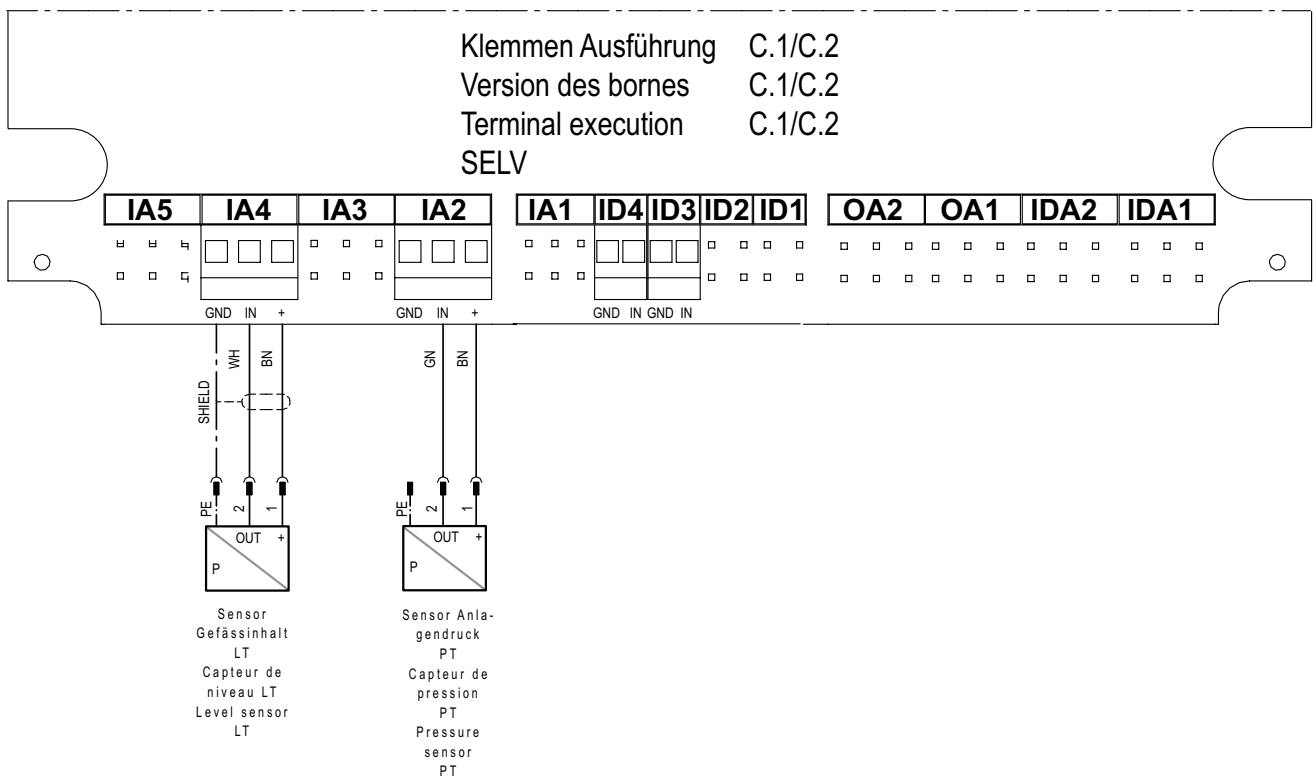 Klemmen Ausführung C.1/C.2
Version des bornes C.1/C.2
Terminal execution C.1/C.2
SELV
IA5 IA4 IA3 IA2 IA1 ID4 ID3 ID2 ID1 OA2 OA1 IDA2 IDA1
GND IN + GND IN + GND IN GND IN
SHIELD WH BN GN BN
PE 2 1 PE 2 1
OUT + OUT +
P P
Sensor
Gefässinhalt
LT
Capteur de
niveau LT
Level sensor
LT
Sensor Anla-
gendruck
PT
Capteur de
pression
PT
Pressure
sensor
PT